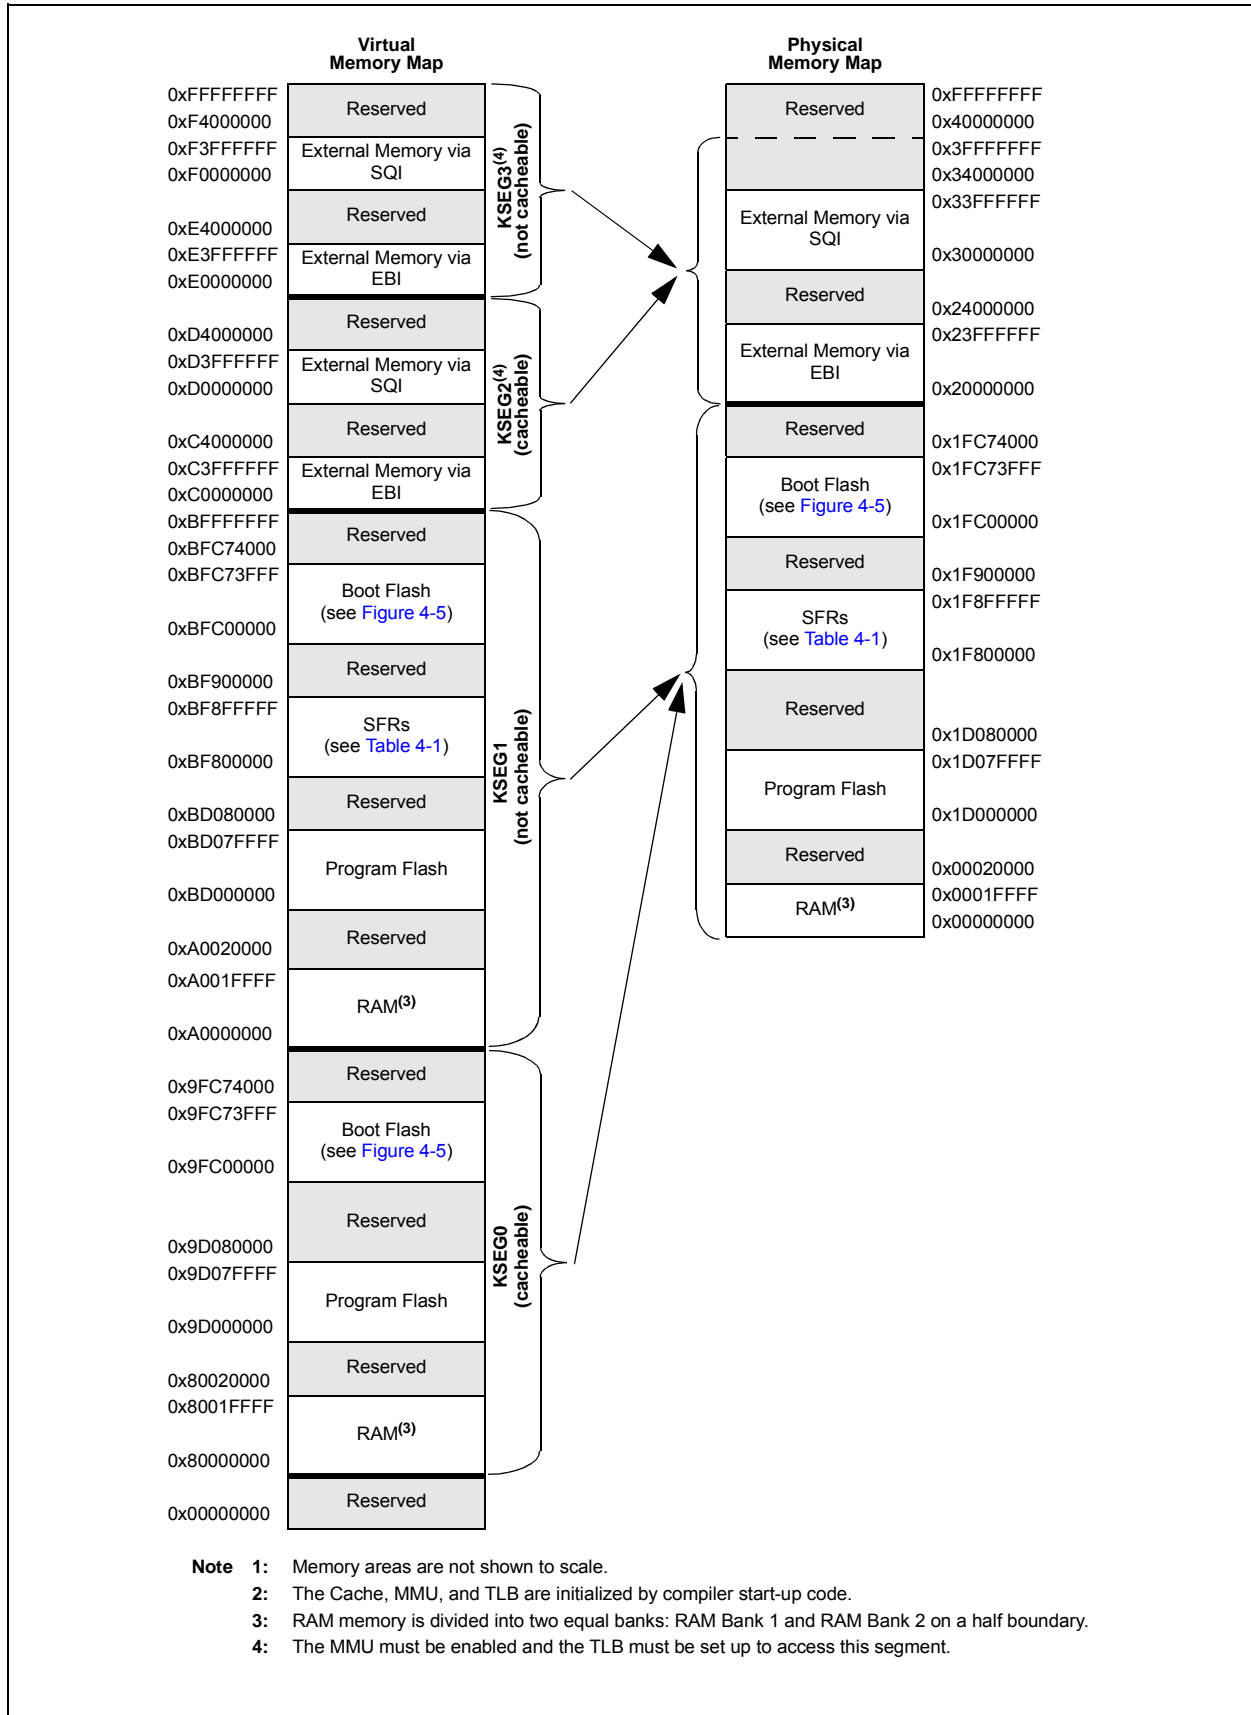 Virtual
Memory Map
0xFFFFFFFF
Reserved
0xF4000000
0xF3FFFFFF
External Memory via
SQI
0xF0000000
Reserved
0xE4000000
0xE3FFFFFF
External Memory via
EBI
0xE0000000
KSEG3(4)
(not cacheable)
Reserved
0xD4000000
0xD3FFFFFF
External Memory via
SQI
0xD0000000
Reserved
0xC4000000
0xC3FFFFFF
External Memory via
EBI
0xC0000000
KSEG2(4)
(cacheable)
0xBFFFFFFF
Reserved
0xBFC74000
0xBFC73FFF
Boot Flash
(see Figure 4-5)
0xBFC00000
Reserved
0xBF900000
0xBF8FFFFF
SFRs
(see Table 4-1)
0xBF800000
Reserved
0xBD080000
0xBD07FFFF
Program Flash
0xBD000000
Reserved
0xA0020000
0xA001FFFF
RAM(3)
0xA0000000
KSEG1
(not cacheable)
Reserved
0x9FC74000
0x9FC73FFF
Boot Flash
(see Figure 4-5)
0x9FC00000
Reserved
0x9D080000
0x9D07FFFF
Program Flash
0x9D000000
Reserved
0x80020000
0x8001FFFF
RAM(3)
0x80000000
KSEG0
(cacheable)
Reserved
0x00000000
Physical
Memory Map
Reserved
0xFFFFFFFF
0x40000000
0x3FFFFFFF
0x34000000
0x33FFFFFF
External Memory via
SQI
0x30000000
Reserved
0x24000000
0x23FFFFFF
External Memory via
EBI
0x20000000
Reserved
0x1FC74000
0x1FC73FFF
Boot Flash
(see Figure 4-5)
0x1FC00000
Reserved
0x1F900000
0x1F8FFFFF
SFRs
(see Table 4-1)
0x1F800000
Reserved
0x1D080000
0x1D07FFFF
Program Flash
0x1D000000
Reserved
0x00020000
0x0001FFFF
RAM(3)
0x00000000
Note 1: Memory areas are not shown to scale.
2: The Cache, MMU, and TLB are initialized by compiler start-up code.
3: RAM memory is divided into two equal banks: RAM Bank 1 and RAM Bank 2 on a half boundary.
4: The MMU must be enabled and the TLB must be set up to access this segment.